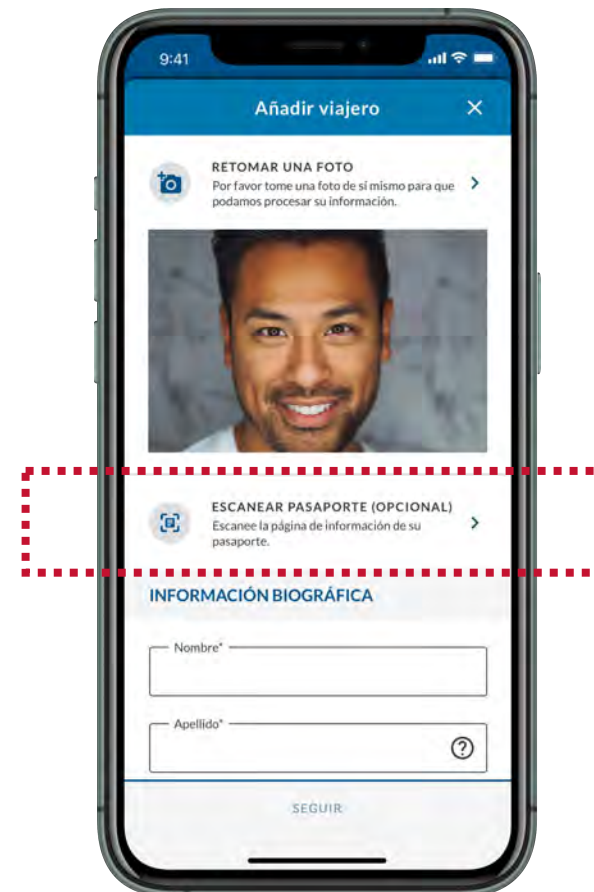 9:41
Añadir viajero
RETOMAR UNA FOTO
Por favor tome una foto de sí mismo para que
podamos procesar su información.
ESCANEAR PASAPORTE (OPCIONAL)
Escanee la página de información de su
pasaporte.
INFORMACIÓN BIOGRÁFICA
Nombre*
Apellido*
SEGUIR